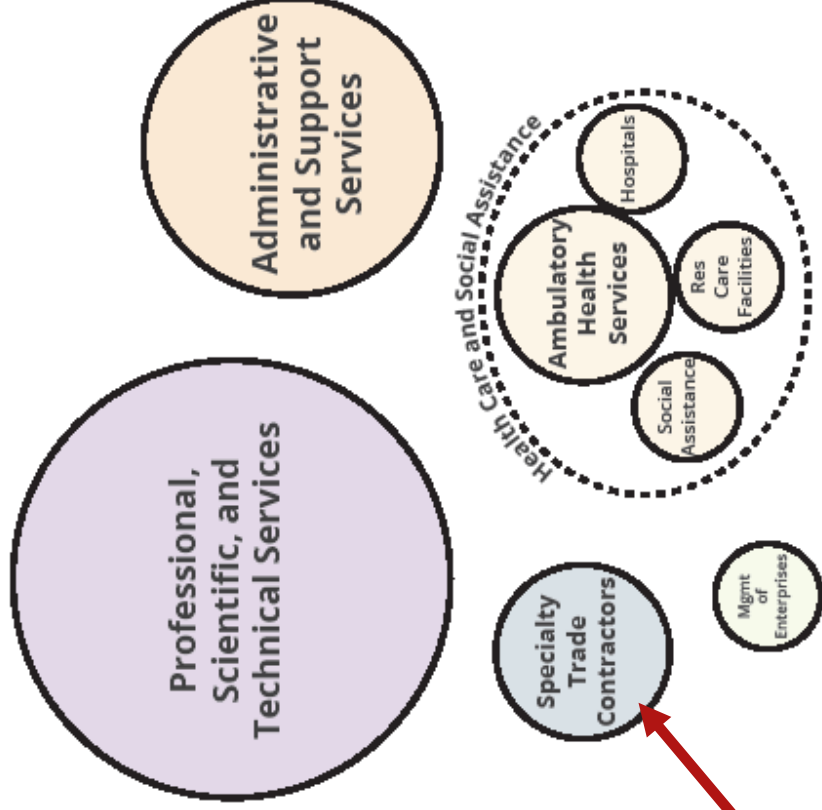 Professional,
Scientific, and
Technical Services
Administrative
and Support
Services
Specialty
Trade
Contractors
Health Care and Social Assistance
Ambulatory
Health
Services
Hospitals
Social
Assistance
Res
Care
Facilities
Mgmt
of
Enterprises